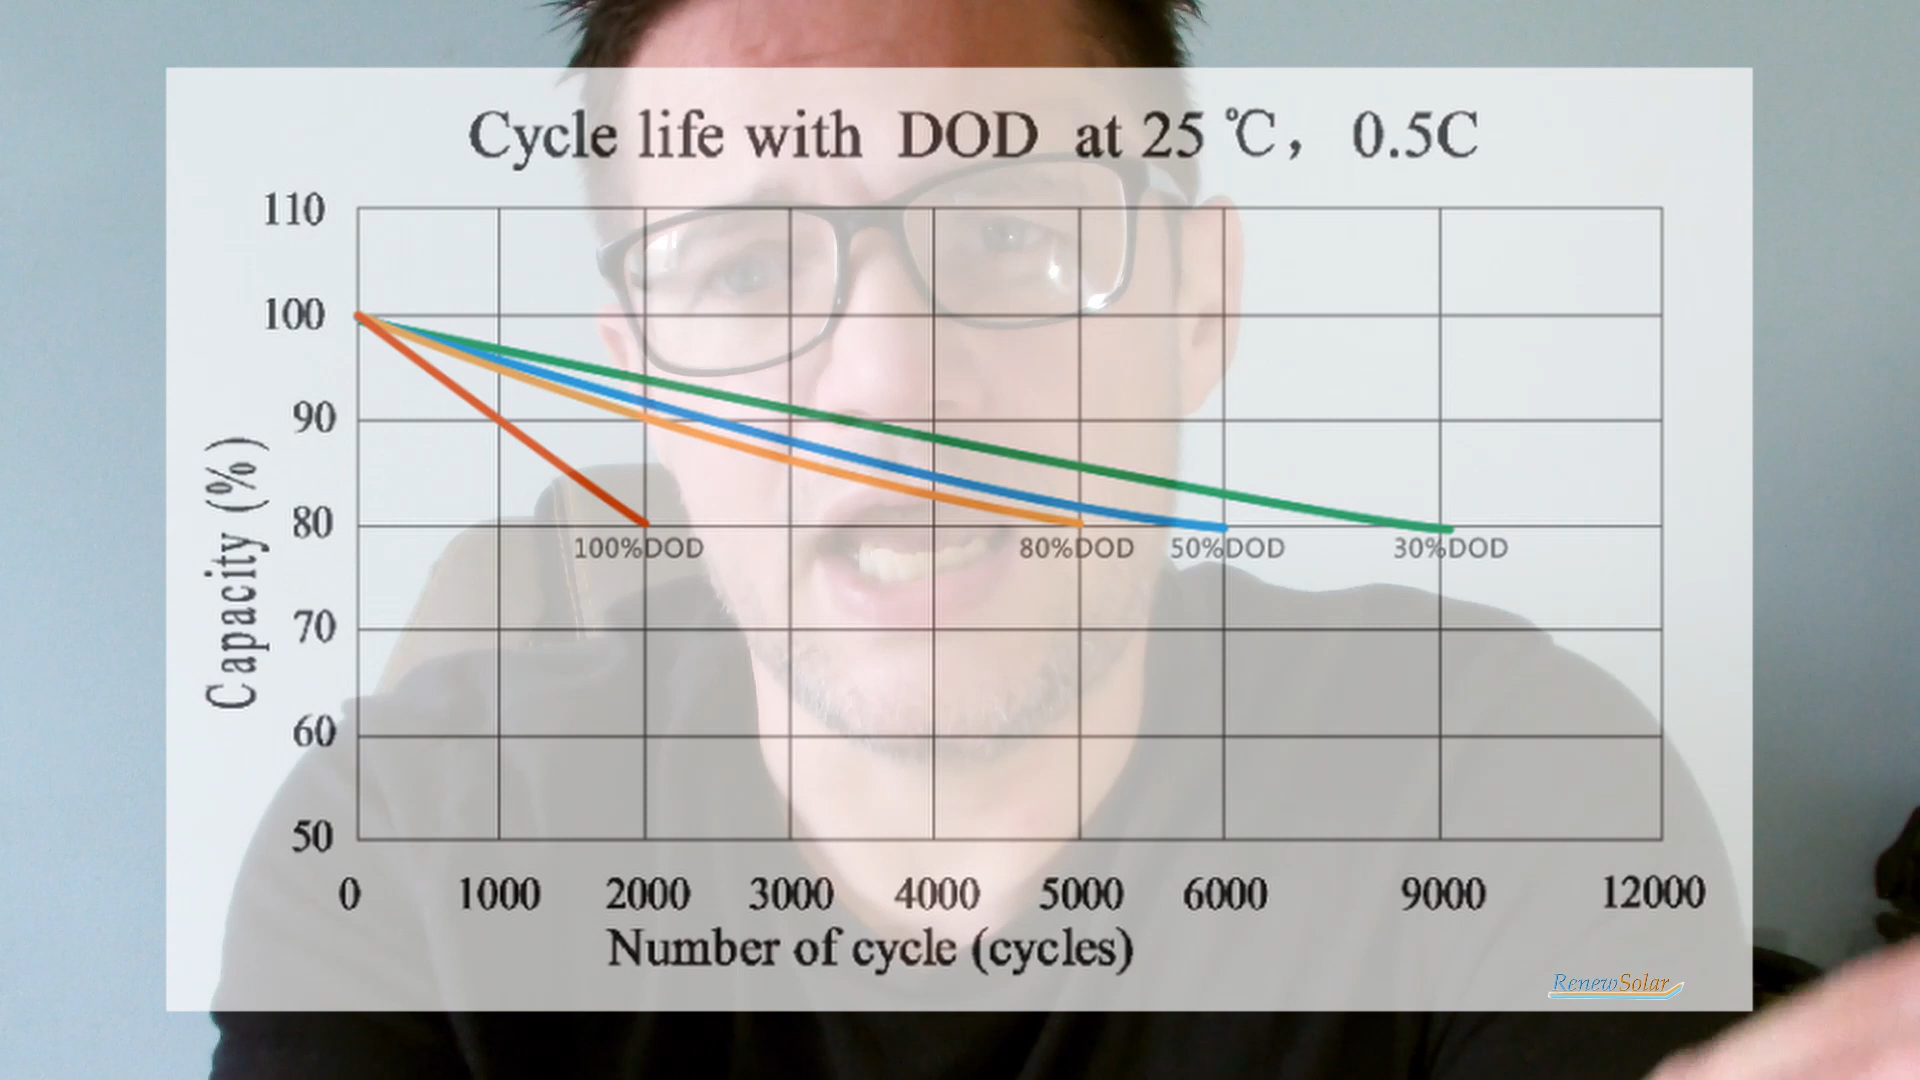 Cycle life with DOD at 25 ℃, 0.5C
110
100
90
80
70
60
50
Capacity (%)
100%DOD
80%DOD
50%DOD
30%DOD
0 1000 2000 3000 4000 5000 6000 9000 12000
Number of cycle (cycles)
RenewSolar